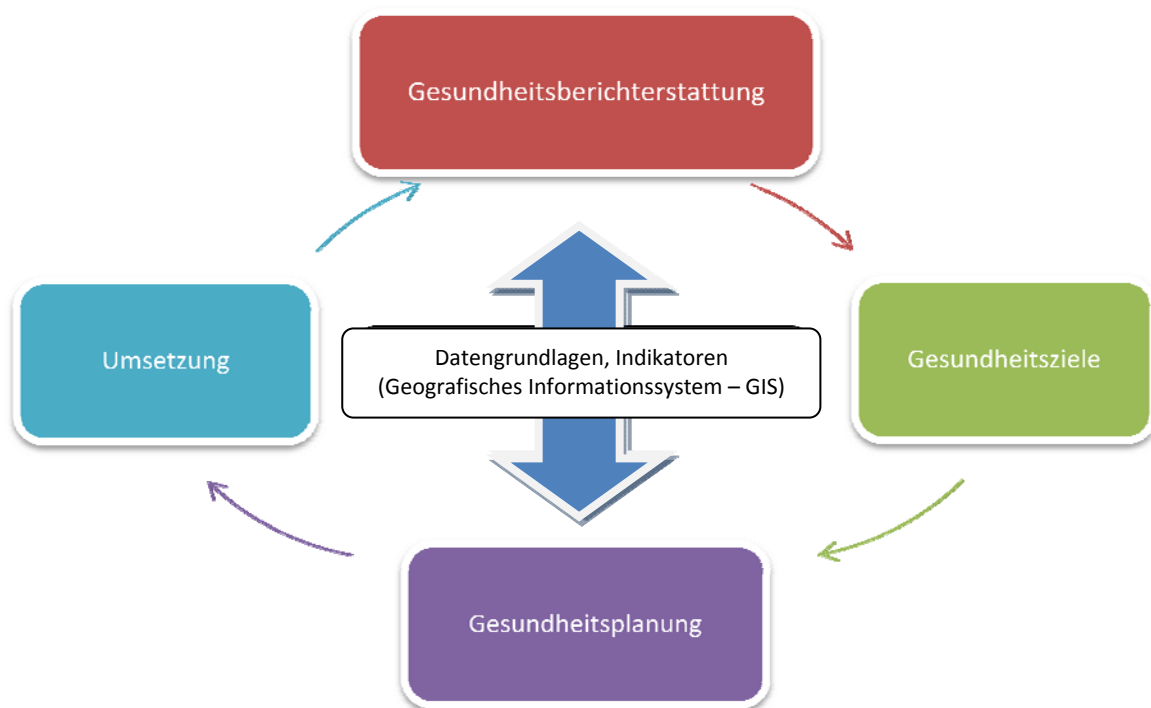 Gesundheitsberichterstattung
Umsetzung
Datengrundlagen, Indikatoren
(Geografisches Informationssystem – GIS)
Gesundheitsziele
Gesundheitsplanung